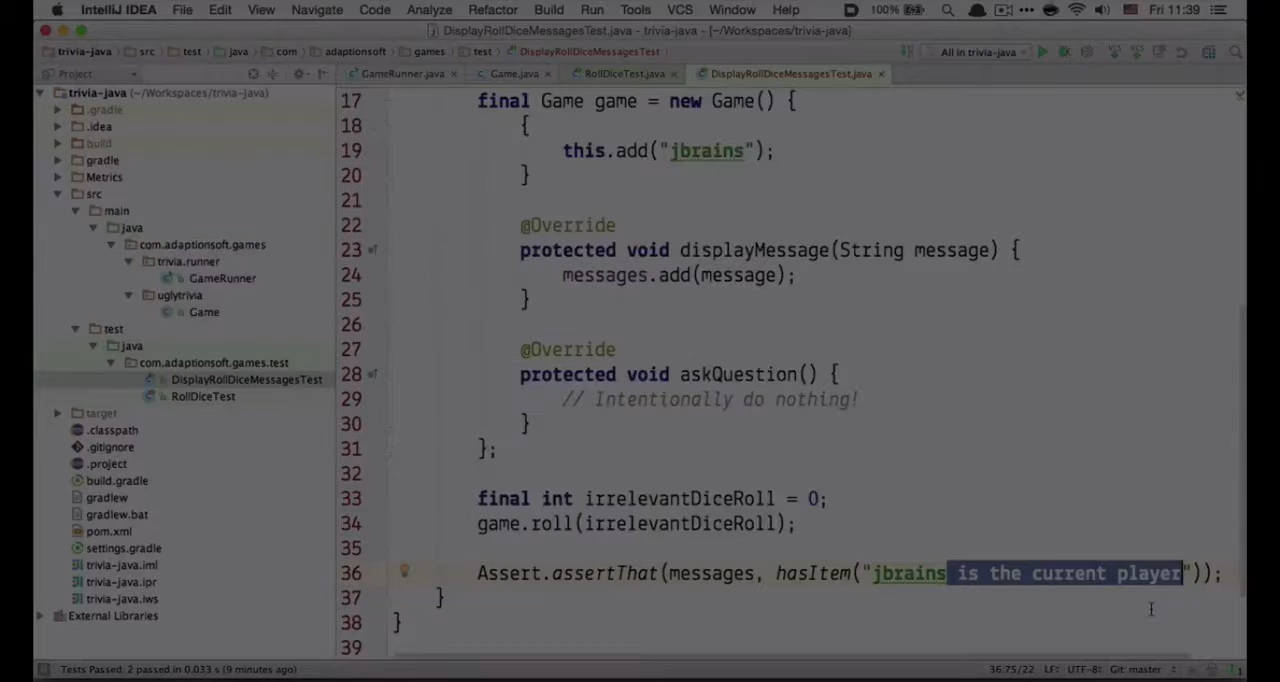 IntelliJ IDEA File Edit View Navigate Code Analyze Refactor Build Run Tools VCS Window Help 100% Fri 11:39
DisplayRollDiceMessagesTest.java - trivia-java - [~/Workspaces/trivia-java]
trivia-java src test java com adaptionsoft games test DisplayRollDiceMessagesTest All in trivia-java
Project GameRunner.java Game.java RollDiceTest.java DisplayRollDiceMessagesTest.java
trivia-java (~/Workspaces/trivia-java)
.gradle
.idea
build
gradle
Metrics
src
main
java
com.adaptionsoft.games
trivia.runner
GameRunner
uglytrivia
Game
test
java
com.adaptionsoft.games.test
DisplayRollDiceMessagesTest
RollDiceTest
target
.classpath
.gitignore
.project
build.gradle
gradlew
gradlew.bat
pom.xml
settings.gradle
trivia-java.iml
trivia-java.ipr
trivia-java.iws
External Libraries
17 final Game game = new Game() {
18 {
19 this.add("jbrains");
20 }
21
22 @Override
23 protected void displayMessage(String message) {
24 messages.add(message);
25 }
26
27 @Override
28 protected void askQuestion() {
29 // Intentionally do nothing!
30 }
31 };
32
33 final int irrelevantDiceRoll = 0;
34 game.roll(irrelevantDiceRoll);
35
36 Assert.assertThat(messages, hasItem("jbrains is the current player"));
37 }
38 }
39
Tests Passed: 2 passed in 0.033 s (9 minutes ago) 36:75/22 LF÷ UTF-8÷ Git: master